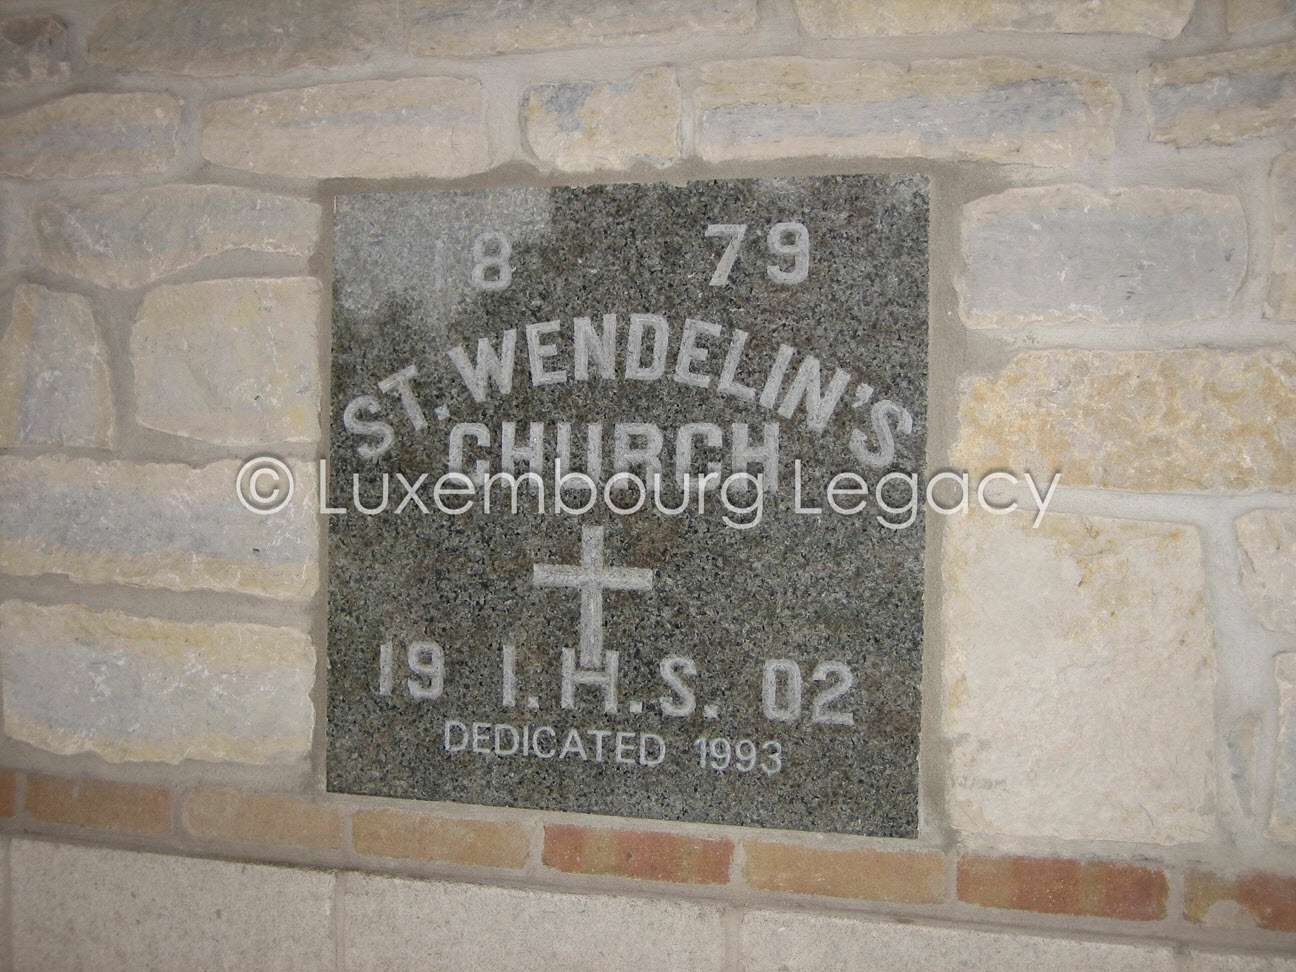 18 79
ST. WENDELIN'S
CHURCH
© Luxembourg Legacy
19 I.H.S. 02
DEDICATED 1993